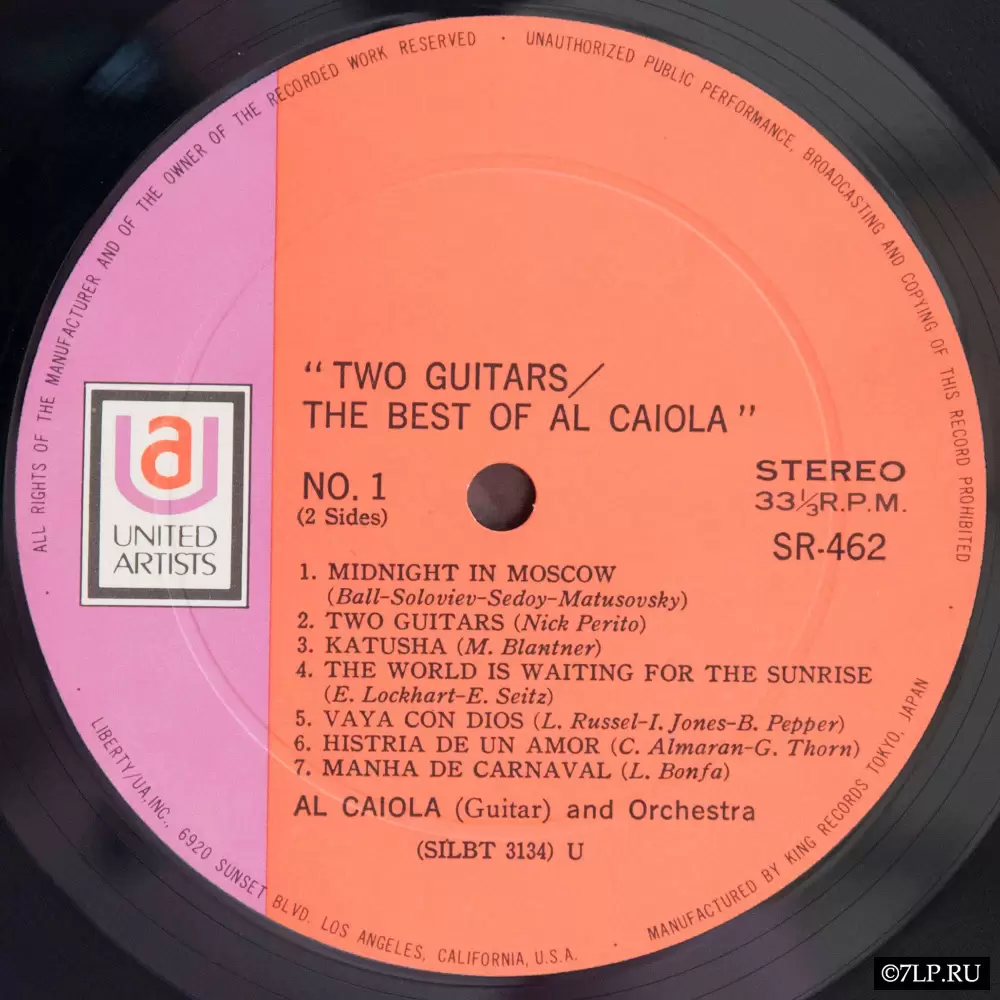 ALL RIGHTS OF THE MANUFACTURER AND OF THE OWNER OF THE RECORDED WORK RESERVED · UNAUTHORIZED PUBLIC PERFORMANCE, BROADCASTING AND COPYING OF THIS RECORD PROHIBITED
"TWO GUITARS/
THE BEST OF AL CAIOLA"
ua
UNITED
ARTISTS
NO. 1
(2 Sides)
STEREO
33⅓R.P.M.
SR-462
1. MIDNIGHT IN MOSCOW
(Ball-Soloviev-Sedoy-Matusovsky)
2. TWO GUITARS (Nick Perito)
3. KATUSHA (M. Blantner)
4. THE WORLD IS WAITING FOR THE SUNRISE
(E. Lockhart-E. Seitz)
5. VAYA CON DIOS (L. Russel-I. Jones-B. Pepper)
6. HISTRIA DE UN AMOR (C. Almaran-G. Thorn)
7. MANHA DE CARNAVAL (L. Bonfa)
AL CAIOLA (Guitar) and Orchestra
(SILBT 3134) U
LIBERTY/UA, INC., 6920 SUNSET BLVD. LOS ANGELES, CALIFORNIA, U.S.A.
MANUFACTURED BY KING RECORDS TOKYO, JAPAN
©7LP.RU